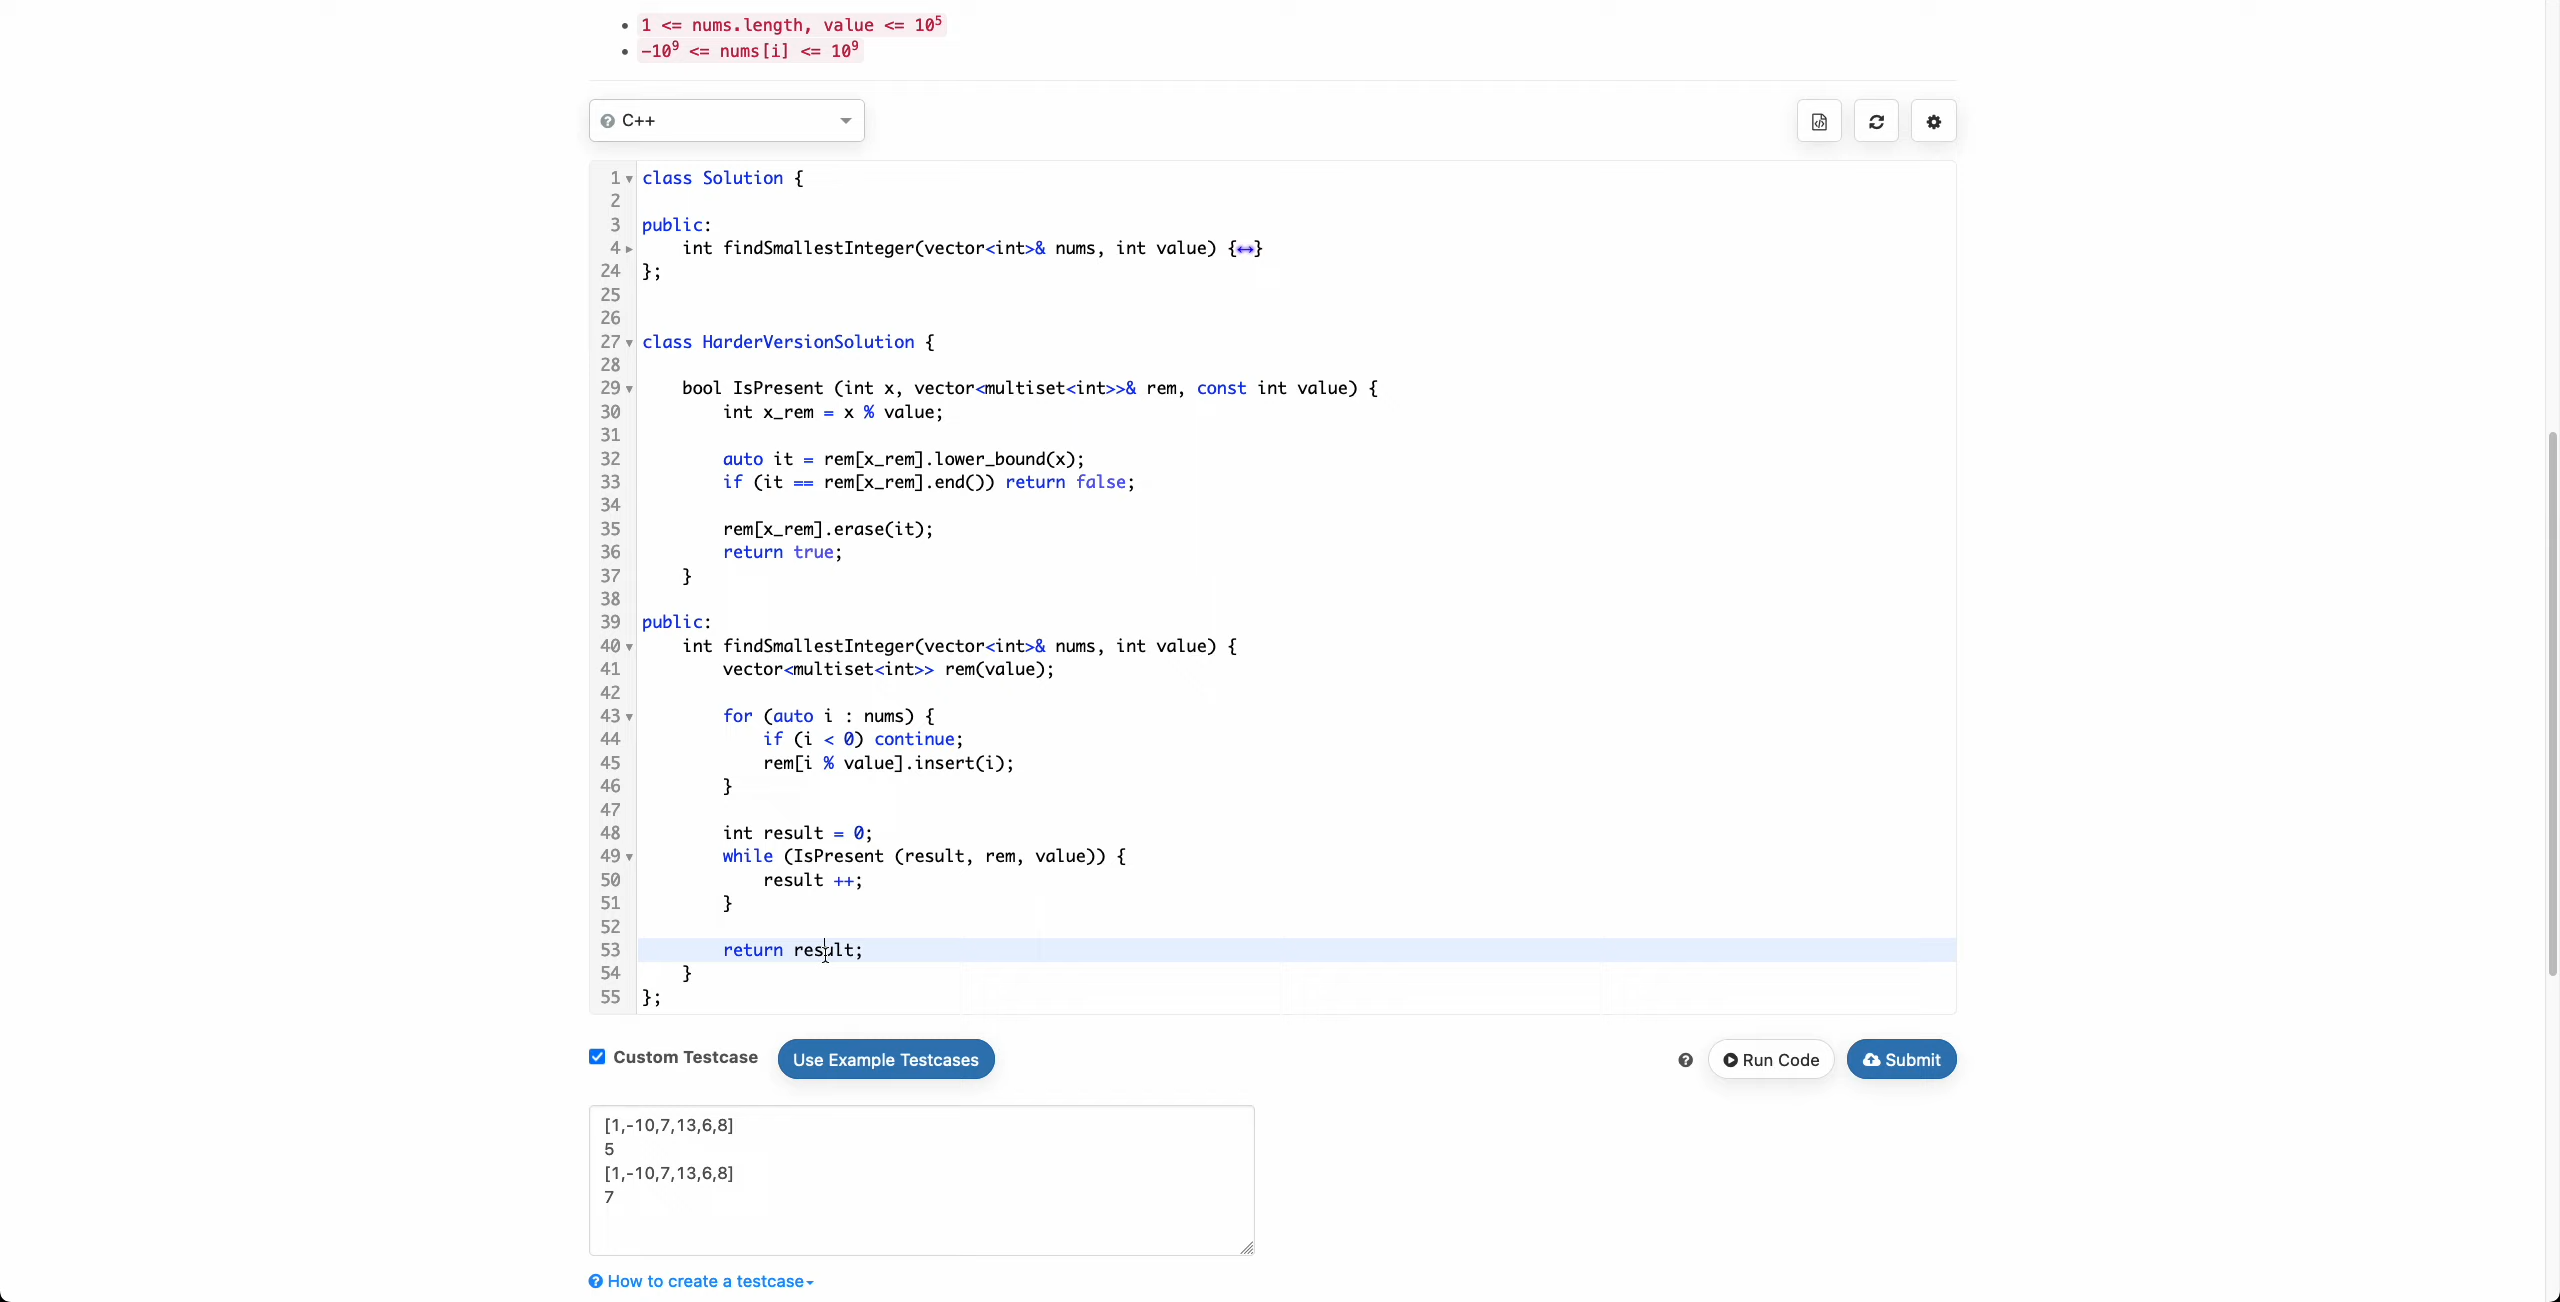 1 <= nums.length, value <= 10⁵
-10⁹ <= nums[i] <= 10⁹
C++
1 class Solution {
2
3 public:
4     int findSmallestInteger(vector<int>& nums, int value) {↔}
24 };
25
26
27 class HarderVersionSolution {
28
29     bool IsPresent (int x, vector<multiset<int>>& rem, const int value) {
30         int x_rem = x % value;
31
32         auto it = rem[x_rem].lower_bound(x);
33         if (it == rem[x_rem].end()) return false;
34
35         rem[x_rem].erase(it);
36         return true;
37     }
38
39 public:
40     int findSmallestInteger(vector<int>& nums, int value) {
41         vector<multiset<int>> rem(value);
42
43         for (auto i : nums) {
44             if (i < 0) continue;
45             rem[i % value].insert(i);
46         }
47
48         int result = 0;
49         while (IsPresent (result, rem, value)) {
50             result ++;
51         }
52
53         return result;
54     }
55 };
Custom Testcase Use Example Testcases Run Code Submit
[1,-10,7,13,6,8]
5
[1,-10,7,13,6,8]
7
How to create a testcase